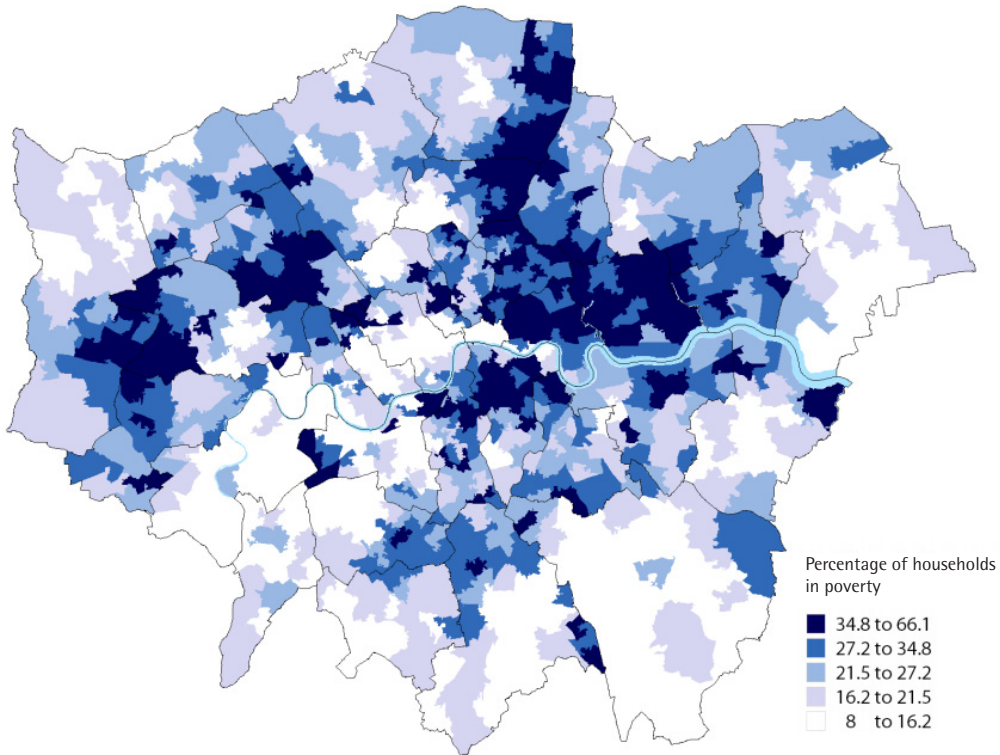 Percentage of households
in poverty
34.8 to 66.1
27.2 to 34.8
21.5 to 27.2
16.2 to 21.5
8 to 16.2